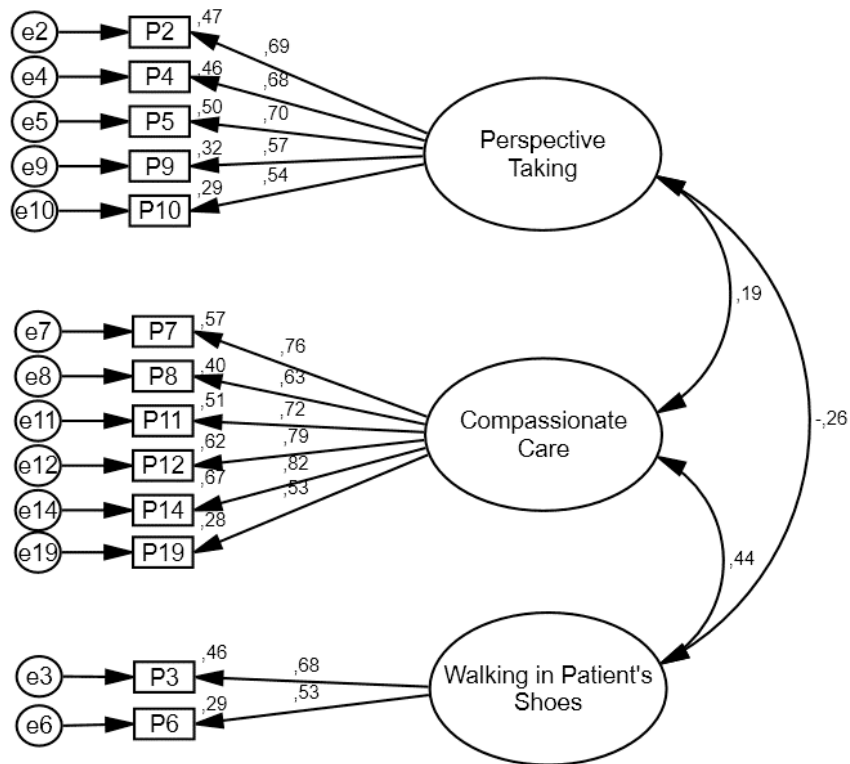 e2 P2 ,47 ,69
e4 P4 ,46 ,68
e5 P5 ,50 ,70
e9 P9 ,32 ,57
e10 P10 ,29 ,54
Perspective
Taking
,19
-,26
e7 P7 ,57 ,76
e8 P8 ,40 ,63
e11 P11 ,51 ,72
e12 P12 ,62 ,79
e14 P14 ,67 ,82
e19 P19 ,28 ,53
Compassionate
Care
,44
e3 P3 ,46 ,68
e6 P6 ,29 ,53
Walking in Patient's
Shoes